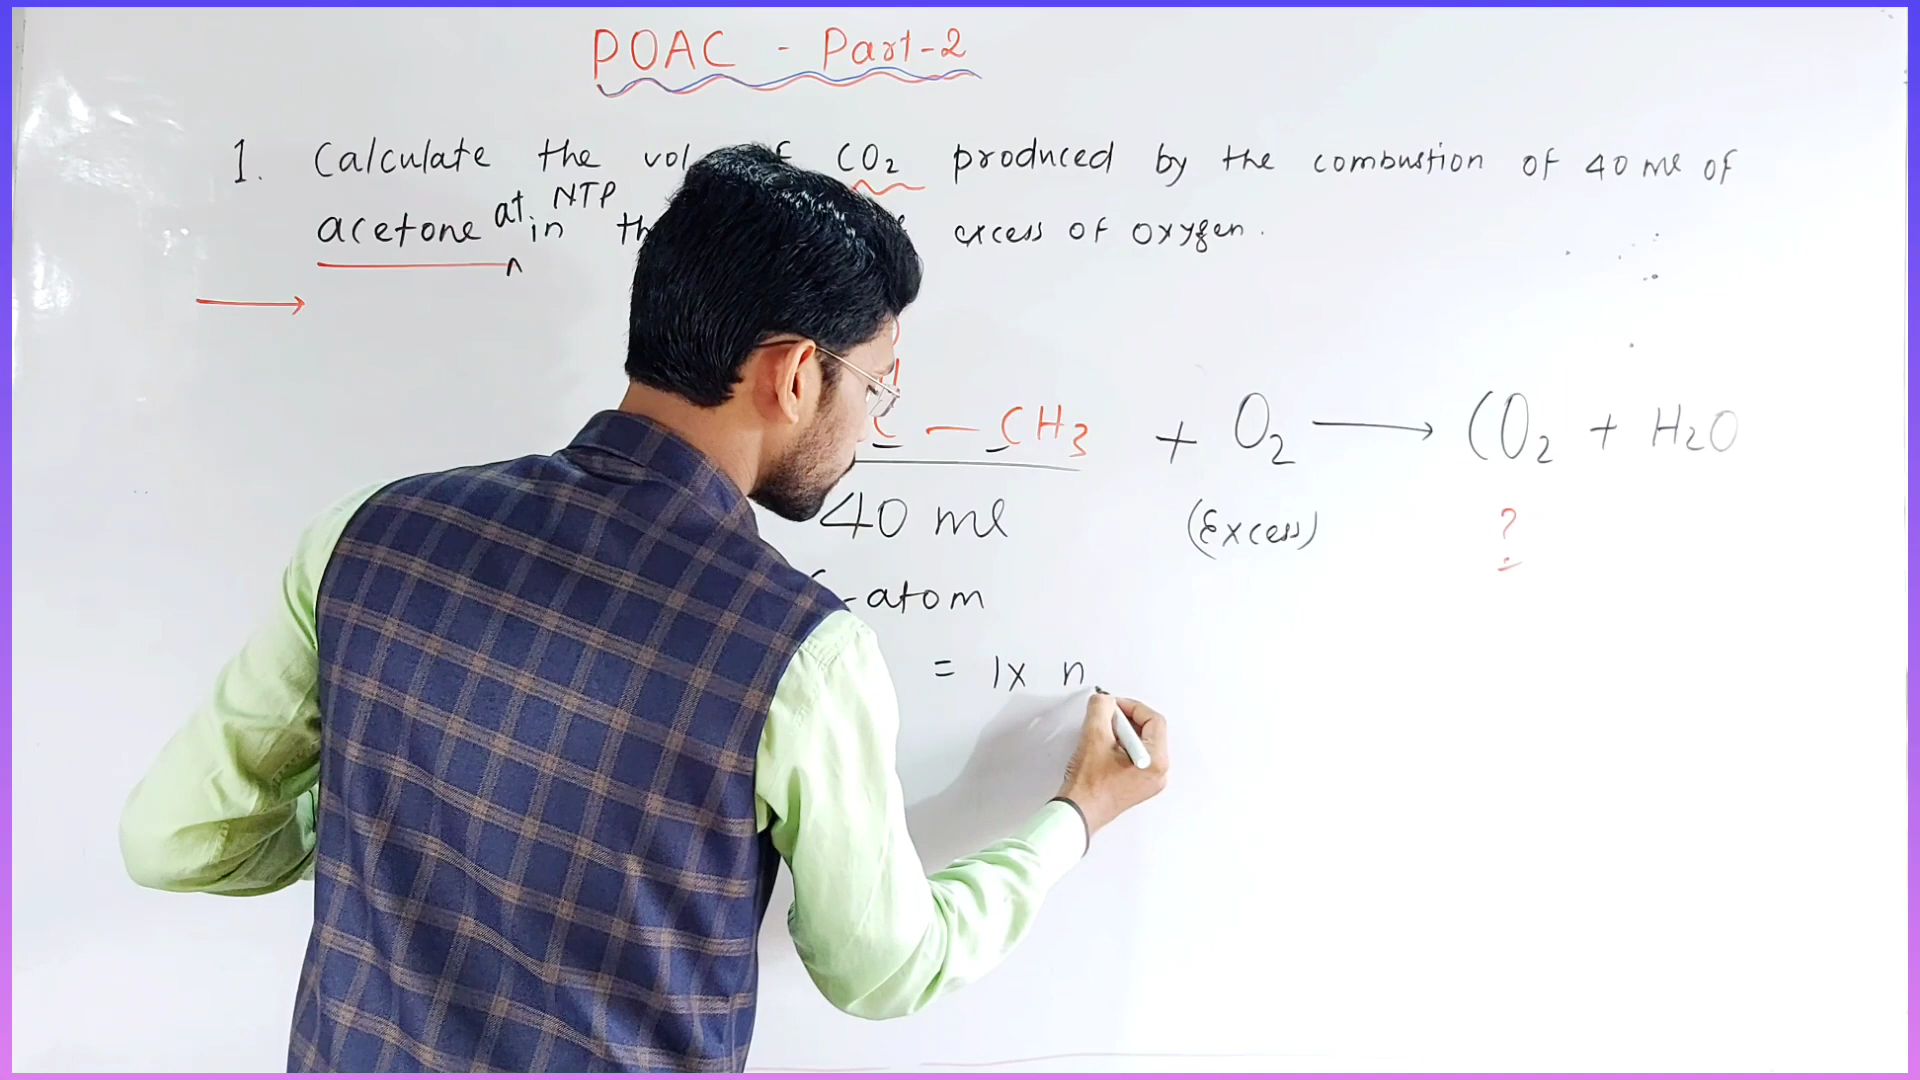 POAC - Part-2
1. Calculate the vol CO2 produced by the combustion of 40 ml of
acetone at NTP in excess of oxygen.
C - CH3 + O2 → CO2 + H2O
40 ml (Excess) ?
-atom
= 1x n